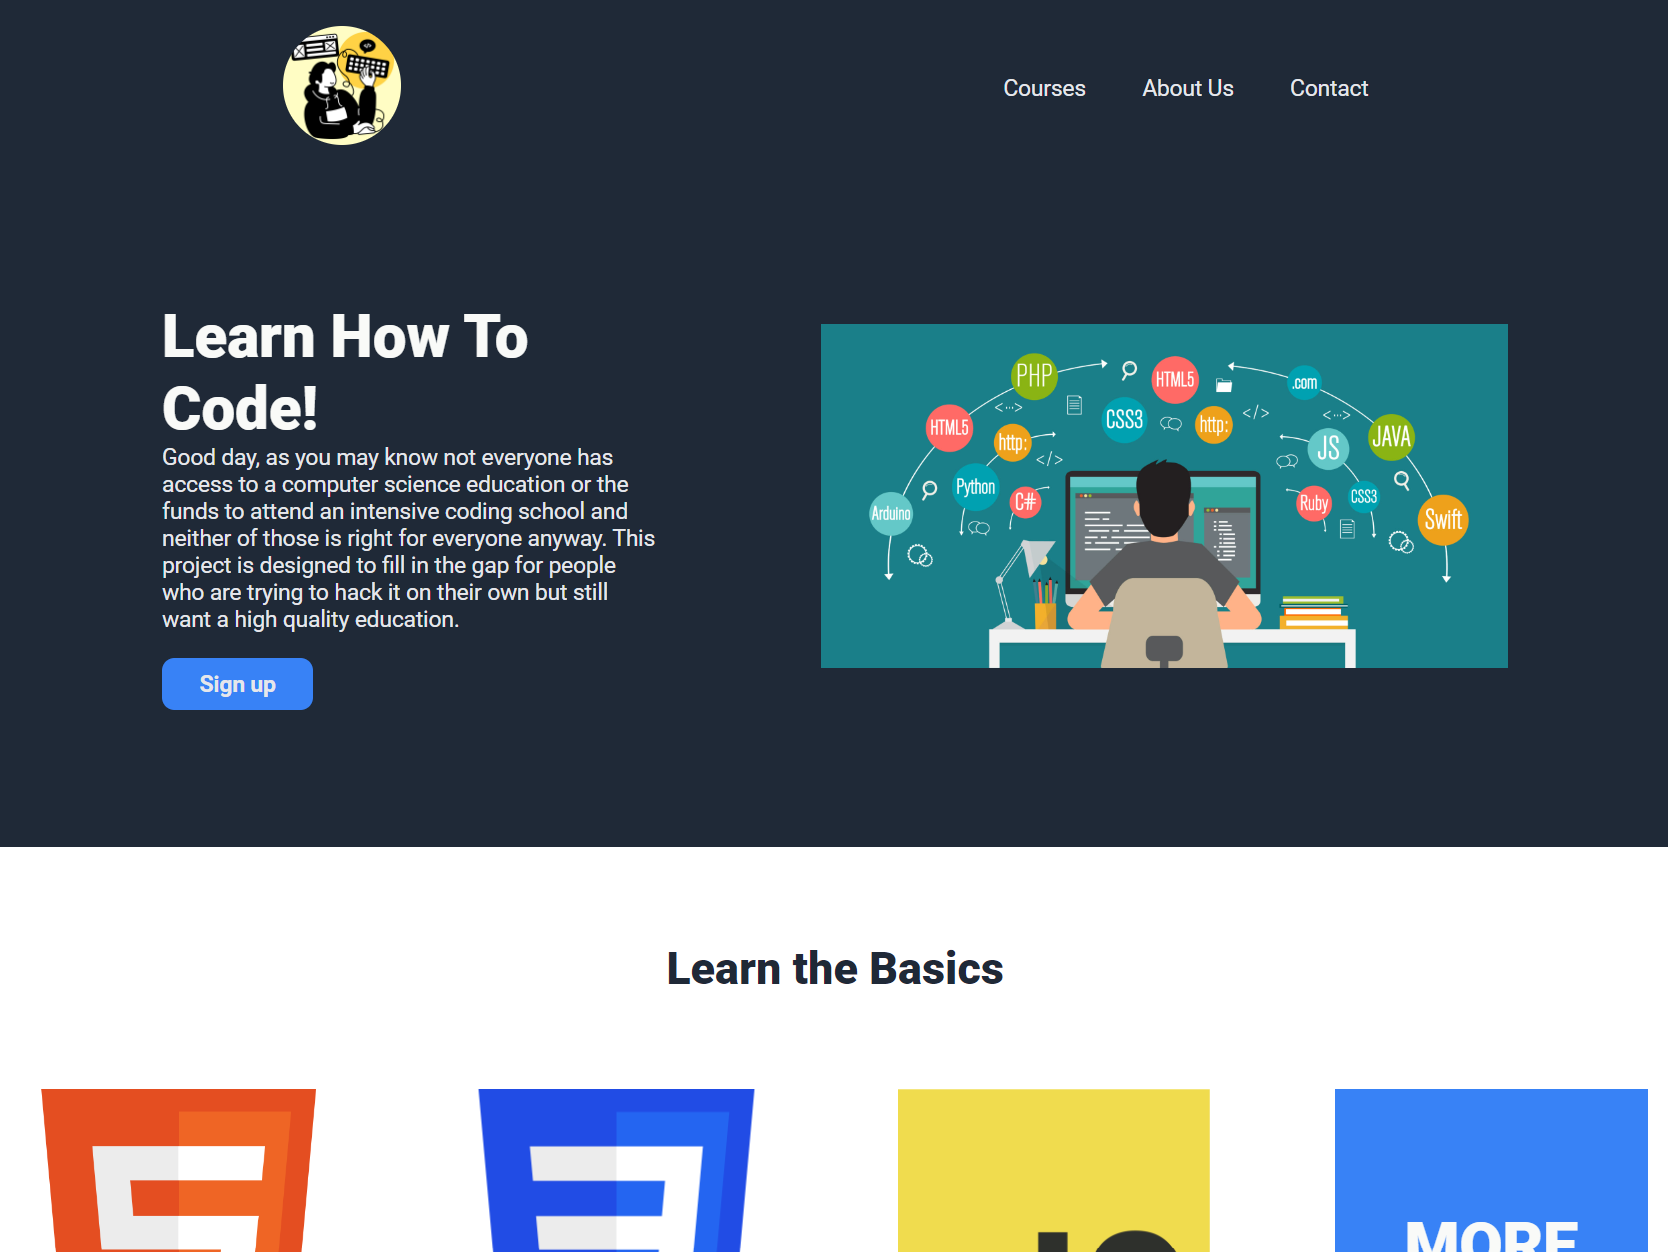 Courses
About Us
Contact
Learn How To
Code!
Good day, as you may know not everyone has
access to a computer science education or the
funds to attend an intensive coding school and
neither of those is right for everyone anyway. This
project is designed to fill in the gap for people
who are trying to hack it on their own but still
want a high quality education.
Sign up
PHP
HTML5
.com
CSS3
http:
HTML5
http:
JS
JAVA
Python
C#
Ruby
CSS3
Arduino
Swift
Learn the Basics
JS
MORE